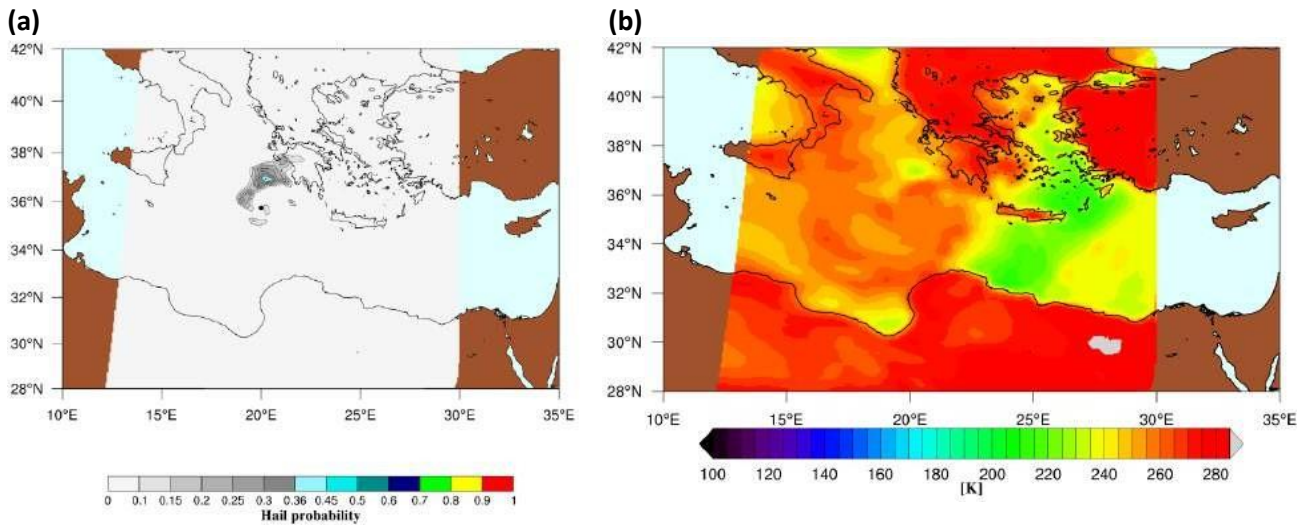 (a)
42°N
40°N
38°N
36°N
34°N
32°N
30°N
28°N
10°E 15°E 20°E 25°E 30°E 35°E
0 0.1 0.15 0.2 0.25 0.3 0.36 0.45 0.5 0.6 0.7 0.8 0.9 1
Hail probability
(b)
42°N
40°N
38°N
36°N
34°N
32°N
30°N
28°N
10°E 15°E 20°E 25°E 30°E 35°E
100 120 140 160 180 200 220 240 260 280
[K]